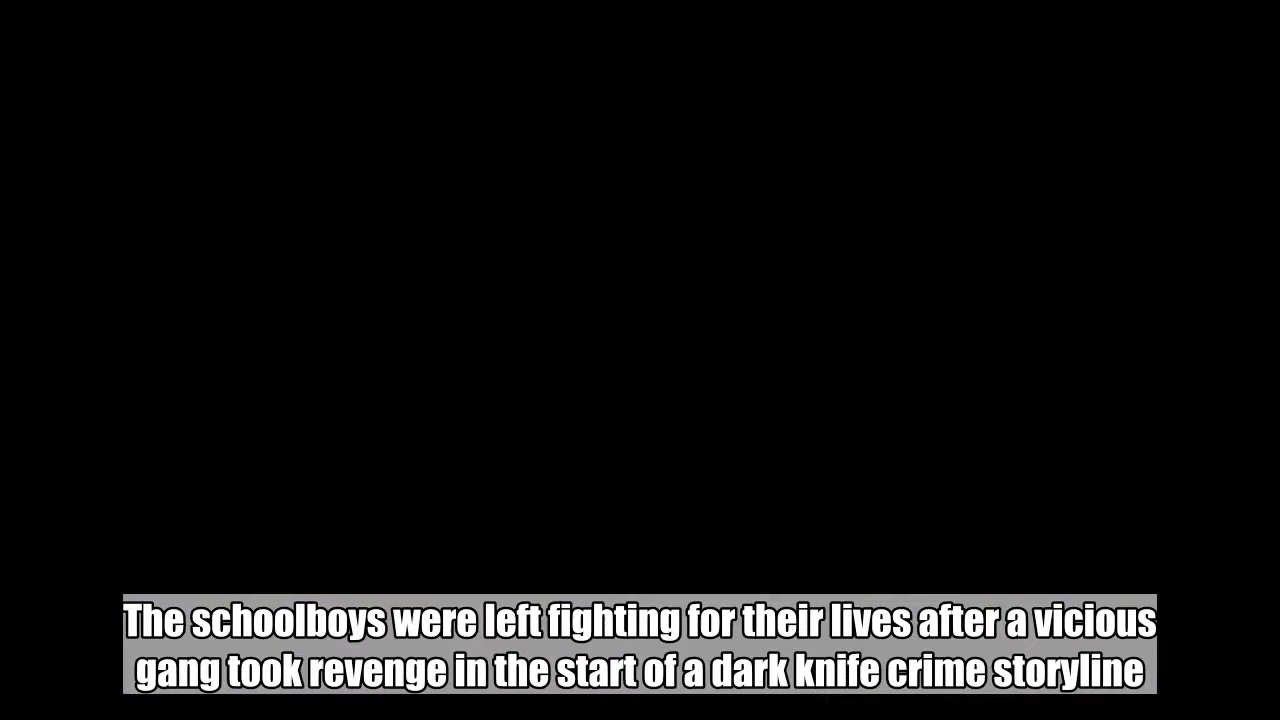 The schoolboys were left fighting for their lives after a vicious
gang took revenge in the start of a dark knife crime storyline